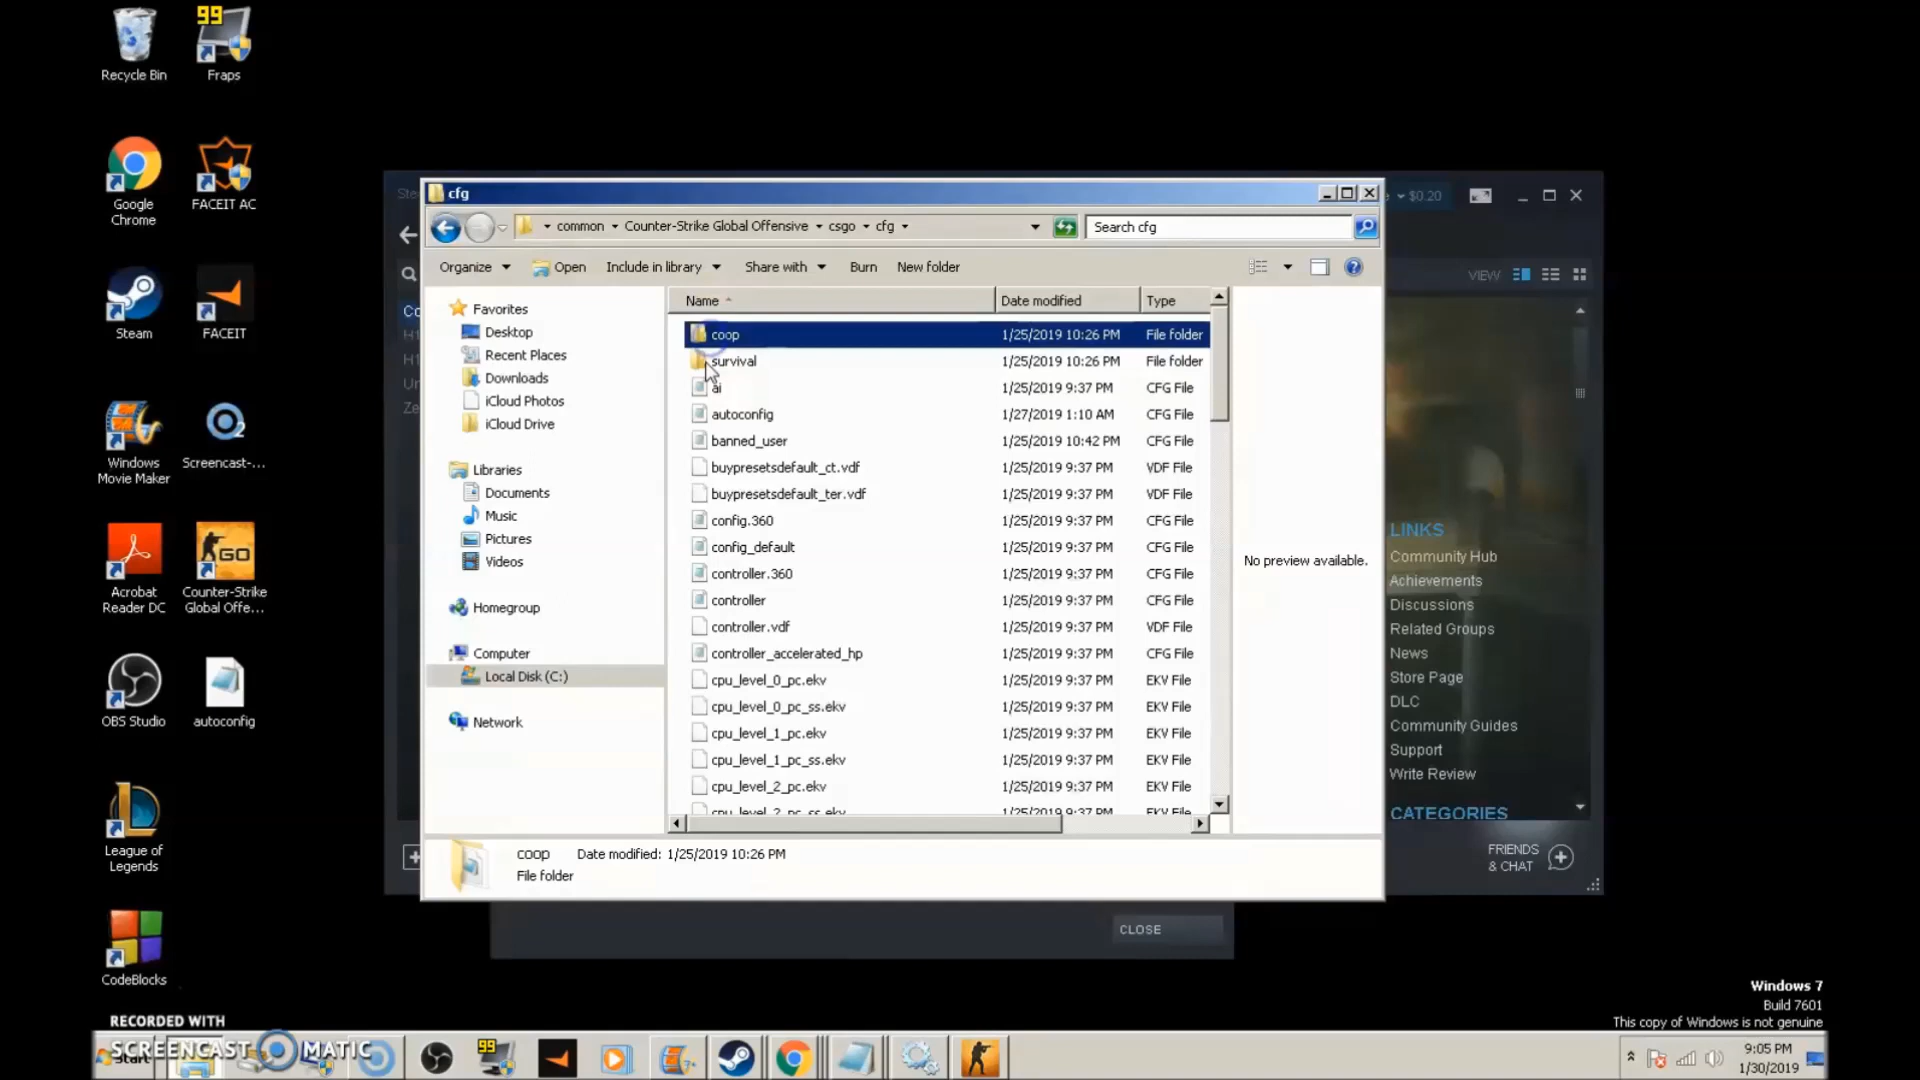 Recycle Bin
99
Fraps
Google
Chrome
FACEIT AC
Steam
FACEIT
Windows
Movie Maker
Screencast-...
Acrobat
Reader DC
GO
Counter-Strike
Global Offe...
OBS Studio
autoconfig
League of
Legends
CodeBlocks
cfg
common
Counter-Strike Global Offensive
csgo
cfg
Search cfg
$0.20
Organize
Open
Include in library
Share with
Burn
New folder
VIEW
Favorites
Desktop
Recent Places
Downloads
iCloud Photos
iCloud Drive
Libraries
Documents
Music
Pictures
Videos
Homegroup
Computer
Local Disk (C:)
Network
Name Date modified Type
coop 1/25/2019 10:26 PM File folder
survival 1/25/2019 10:26 PM File folder
ai 1/25/2019 9:37 PM CFG File
autoconfig 1/27/2019 1:10 AM CFG File
banned_user 1/25/2019 10:42 PM CFG File
buypresetsdefault_ct.vdf 1/25/2019 9:37 PM VDF File
buypresetsdefault_ter.vdf 1/25/2019 9:37 PM VDF File
config.360 1/25/2019 9:37 PM CFG File
config_default 1/25/2019 9:37 PM CFG File
controller.360 1/25/2019 9:37 PM CFG File
controller 1/25/2019 9:37 PM CFG File
controller.vdf 1/25/2019 9:37 PM VDF File
controller_accelerated_hp 1/25/2019 9:37 PM CFG File
cpu_level_0_pc.ekv 1/25/2019 9:37 PM EKV File
cpu_level_0_pc_ss.ekv 1/25/2019 9:37 PM EKV File
cpu_level_1_pc.ekv 1/25/2019 9:37 PM EKV File
cpu_level_1_pc_ss.ekv 1/25/2019 9:37 PM EKV File
cpu_level_2_pc.ekv 1/25/2019 9:37 PM EKV File
cpu_level_2_pc_ss.ekv 1/25/2019 9:37 PM EKV File
No preview available.
coop Date modified: 1/25/2019 10:26 PM
File folder
LINKS
Community Hub
Achievements
Discussions
Related Groups
News
Store Page
DLC
Community Guides
Support
Write Review
CATEGORIES
FRIENDS
& CHAT
CLOSE
Windows 7
Build 7601
This copy of Windows is not genuine
RECORDED WITH
SCREENCAST MATIC
Start
99
9:05 PM
1/30/2019